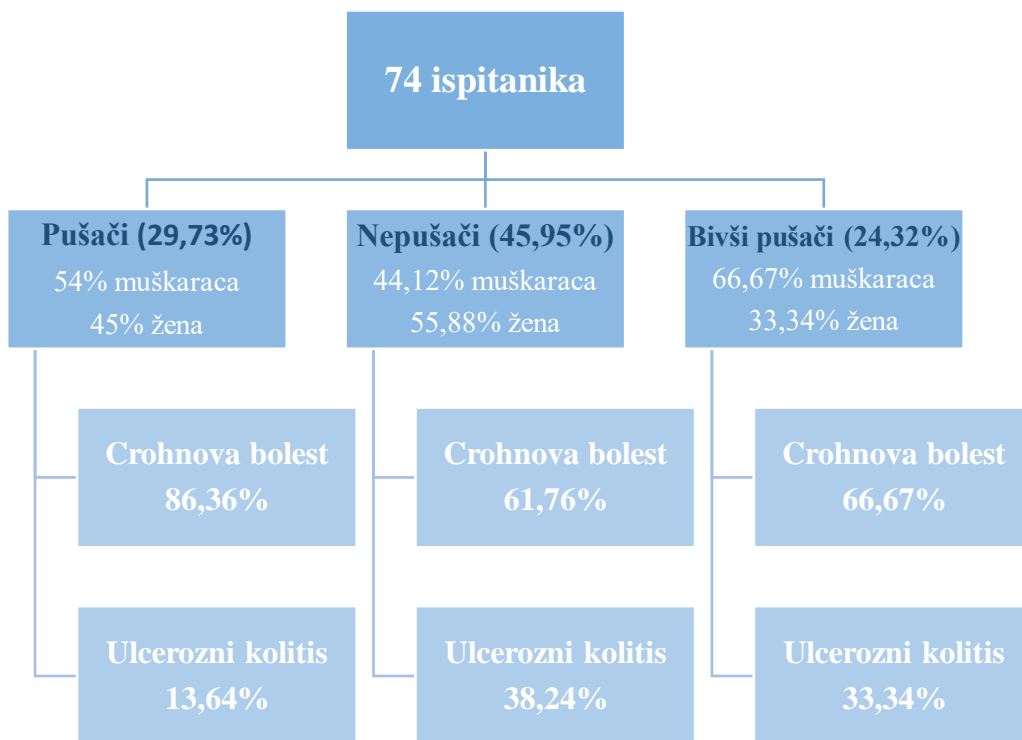 74 ispitanika
Pušači (29,73%)
54% muškaraca
45% žena
Nepušači (45,95%)
44,12% muškaraca
55,88% žena
Bivši pušači (24,32%)
66,67% muškaraca
33,34% žena
Crohnova bolest
86,36%
Crohnova bolest
61,76%
Crohnova bolest
66,67%
Ulcerozni kolitis
13,64%
Ulcerozni kolitis
38,24%
Ulcerozni kolitis
33,34%